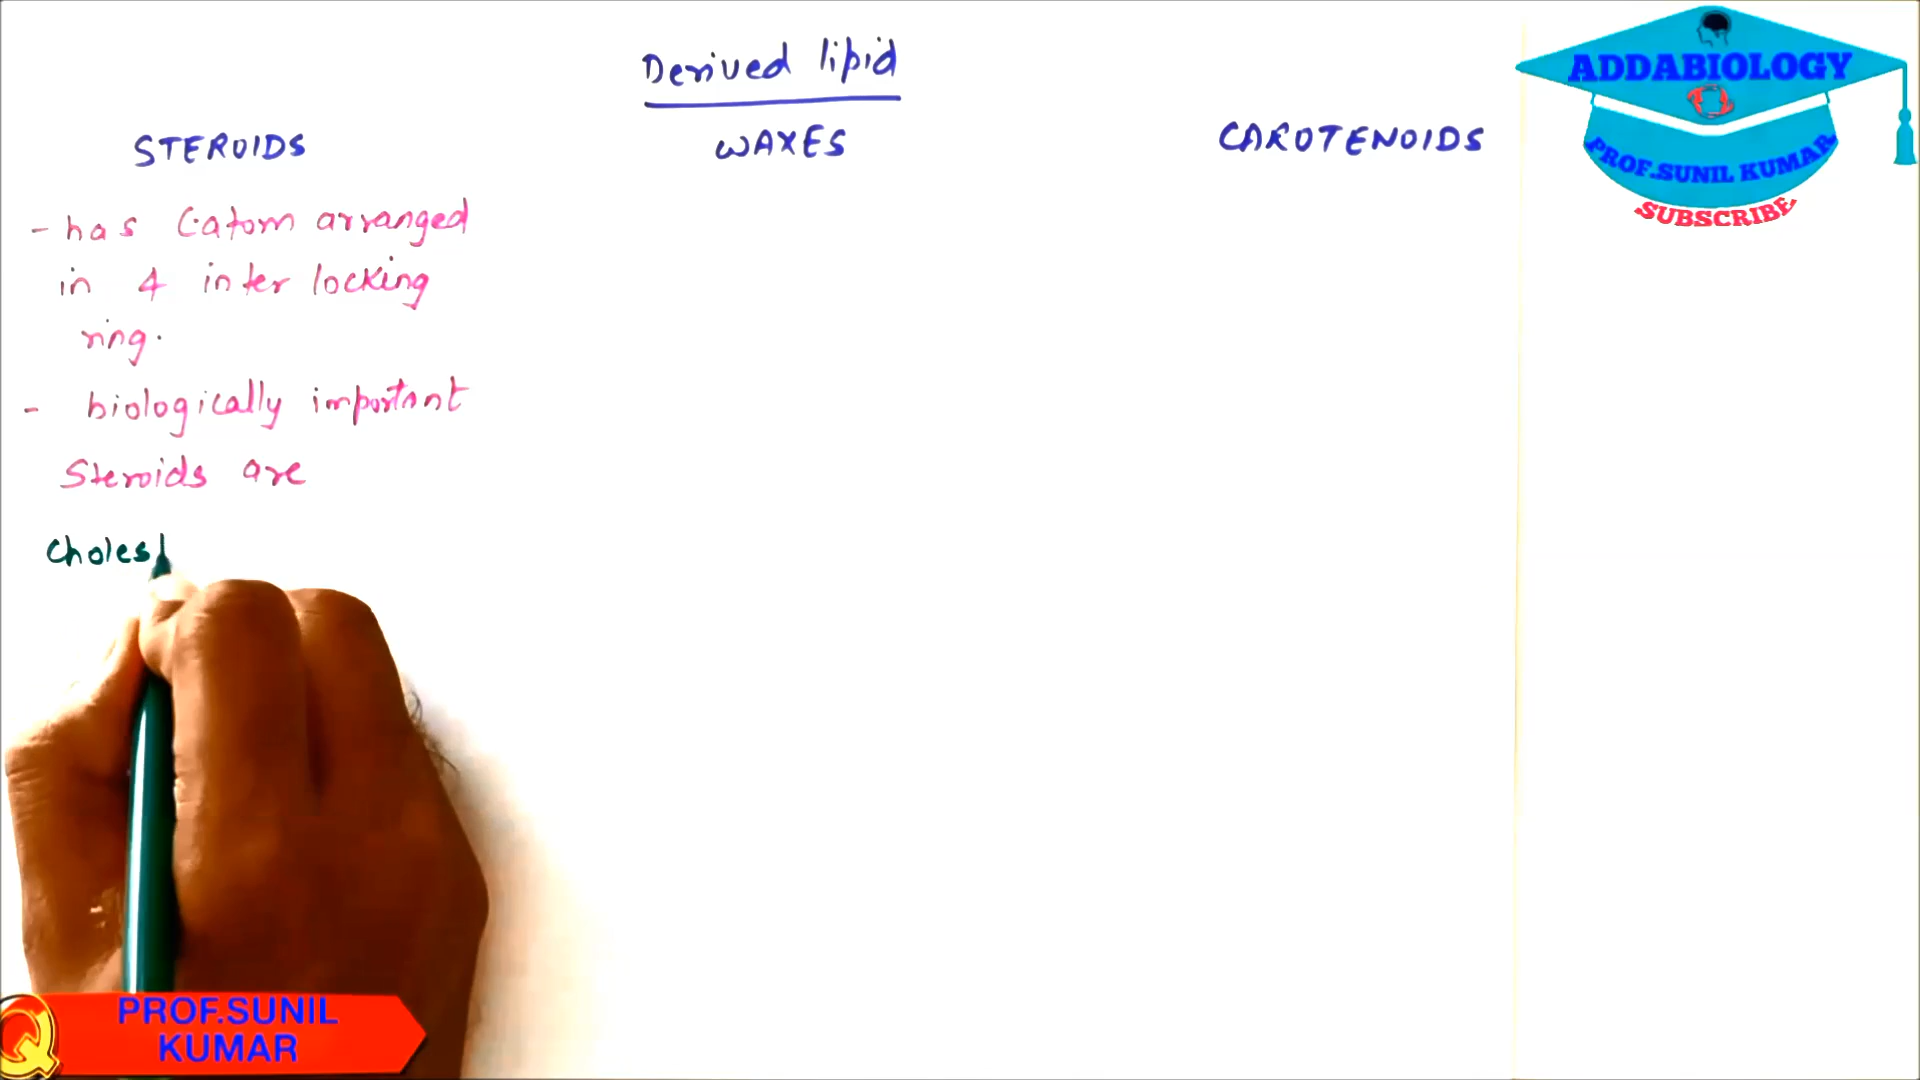 Derived lipid
STEROIDS WAXES CAROTENOIDS
- has C.atom arranged
in 4 inter locking
ring.
- biologically important
Steroids are
Choles
ADDABIOLOGY
PROF.SUNIL KUMAR
SUBSCRIBE
PROF.SUNIL
KUMAR